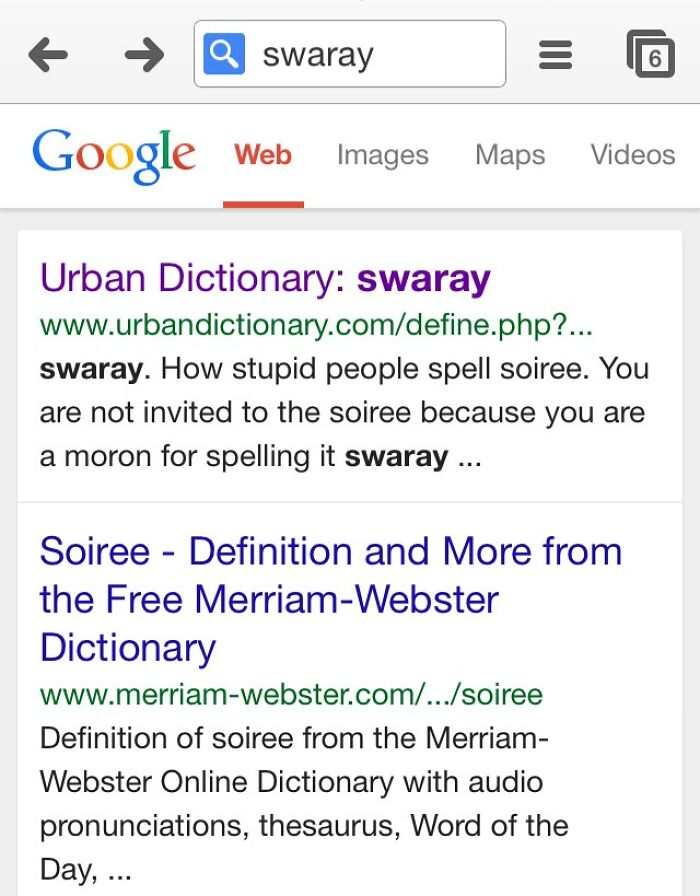 swaray
6
Google Web Images Maps Videos
Urban Dictionary: swaray
www.urbandictionary.com/define.php?...
swaray. How stupid people spell soiree. You
are not invited to the soiree because you are
a moron for spelling it swaray ...
Soiree - Definition and More from
the Free Merriam-Webster
Dictionary
www.merriam-webster.com/.../soiree
Definition of soiree from the Merriam-
Webster Online Dictionary with audio
pronunciations, thesaurus, Word of the
Day, ...